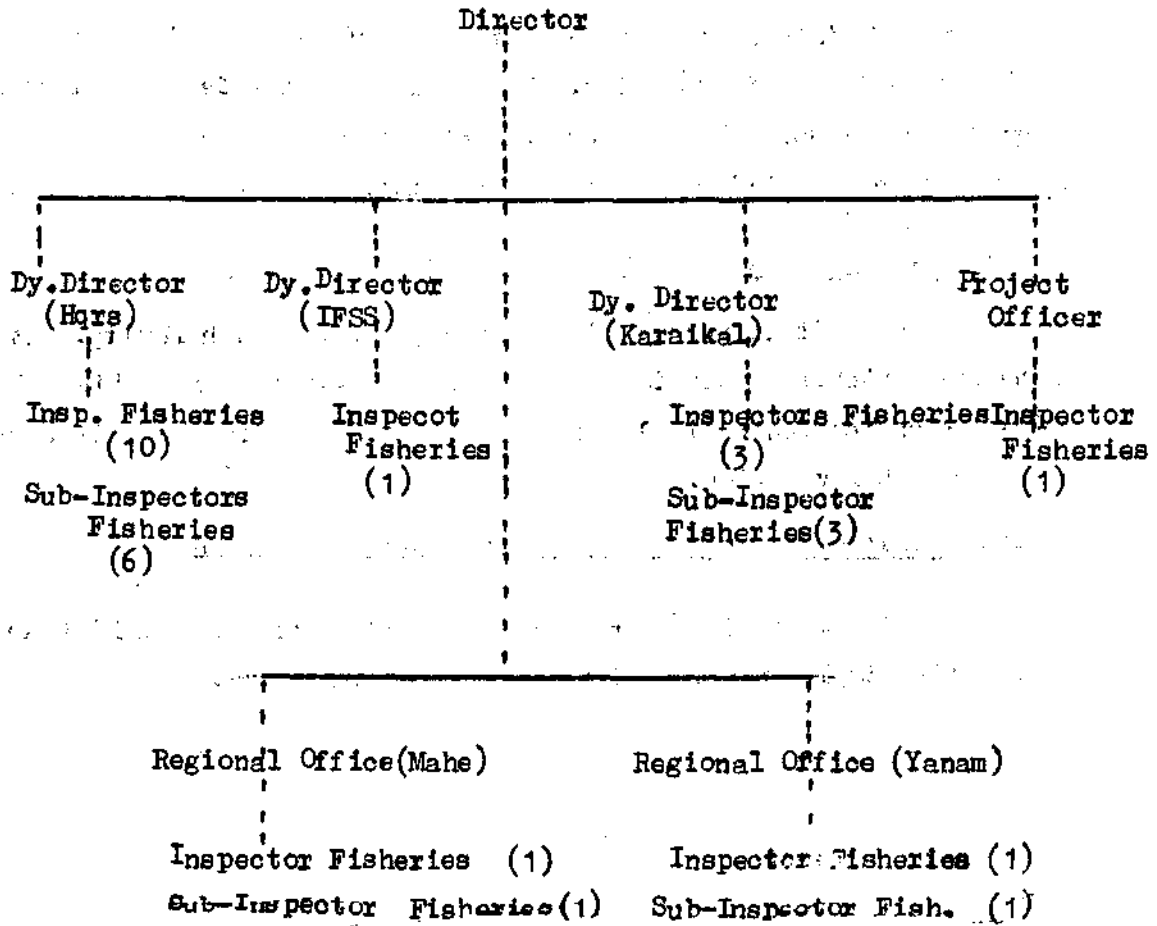 Director
Dy.Director
(Hqrs)
Dy.Director
(IFSS)
Dy. Director
(Karaikal)
Project
Officer
Insp. Fisheries
(10)
Sub-Inspectors
Fisheries
(6)
Inspecot
Fisheries
(1)
Inspectors Fisheries
(3)
Sub-Inspector
Fisheries(3)
Inspector
Fisheries
(1)
Regional Office(Mahe)
Regional Office (Yanam)
Inspector Fisheries (1)
Sub-Inspector Fisheries(1)
Inspector Fisheries (1)
Sub-Inspector Fish. (1)